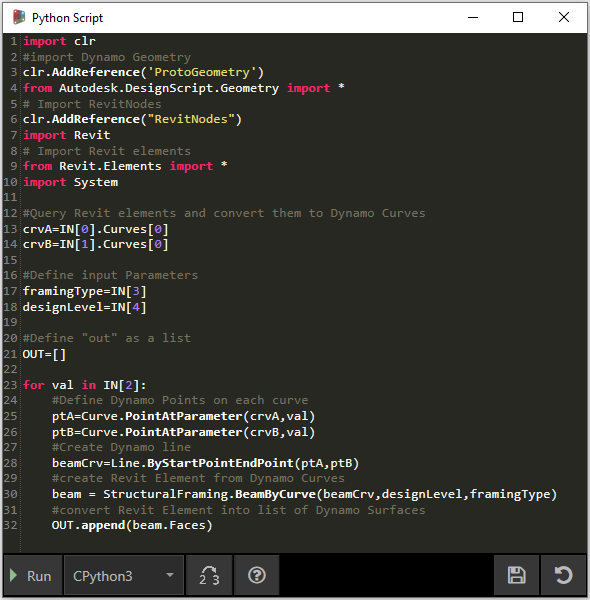 Python Script
1 import clr
2 #import Dynamo Geometry
3 clr.AddReference('ProtoGeometry')
4 from Autodesk.DesignScript.Geometry import *
5 # Import RevitNodes
6 clr.AddReference("RevitNodes")
7 import Revit
8 # Import Revit elements
9 from Revit.Elements import *
10 import System
11
12 #Query Revit elements and convert them to Dynamo Curves
13 crvA=IN[0].Curves[0]
14 crvB=IN[1].Curves[0]
15
16 #Define input Parameters
17 framingType=IN[3]
18 designLevel=IN[4]
19
20 #Define "out" as a list
21 OUT=[]
22
23 for val in IN[2]:
24     #Define Dynamo Points on each curve
25     ptA=Curve.PointAtParameter(crvA,val)
26     ptB=Curve.PointAtParameter(crvB,val)
27     #Create Dynamo line
28     beamCrv=Line.ByStartPointEndPoint(ptA,ptB)
29     #create Revit Element from Dynamo Curves
30     beam = StructuralFraming.BeamByCurve(beamCrv,designLevel,framingType)
31     #convert Revit Element into list of Dynamo Surfaces
32     OUT.append(beam.Faces)
Run CPython3 2 3 ?